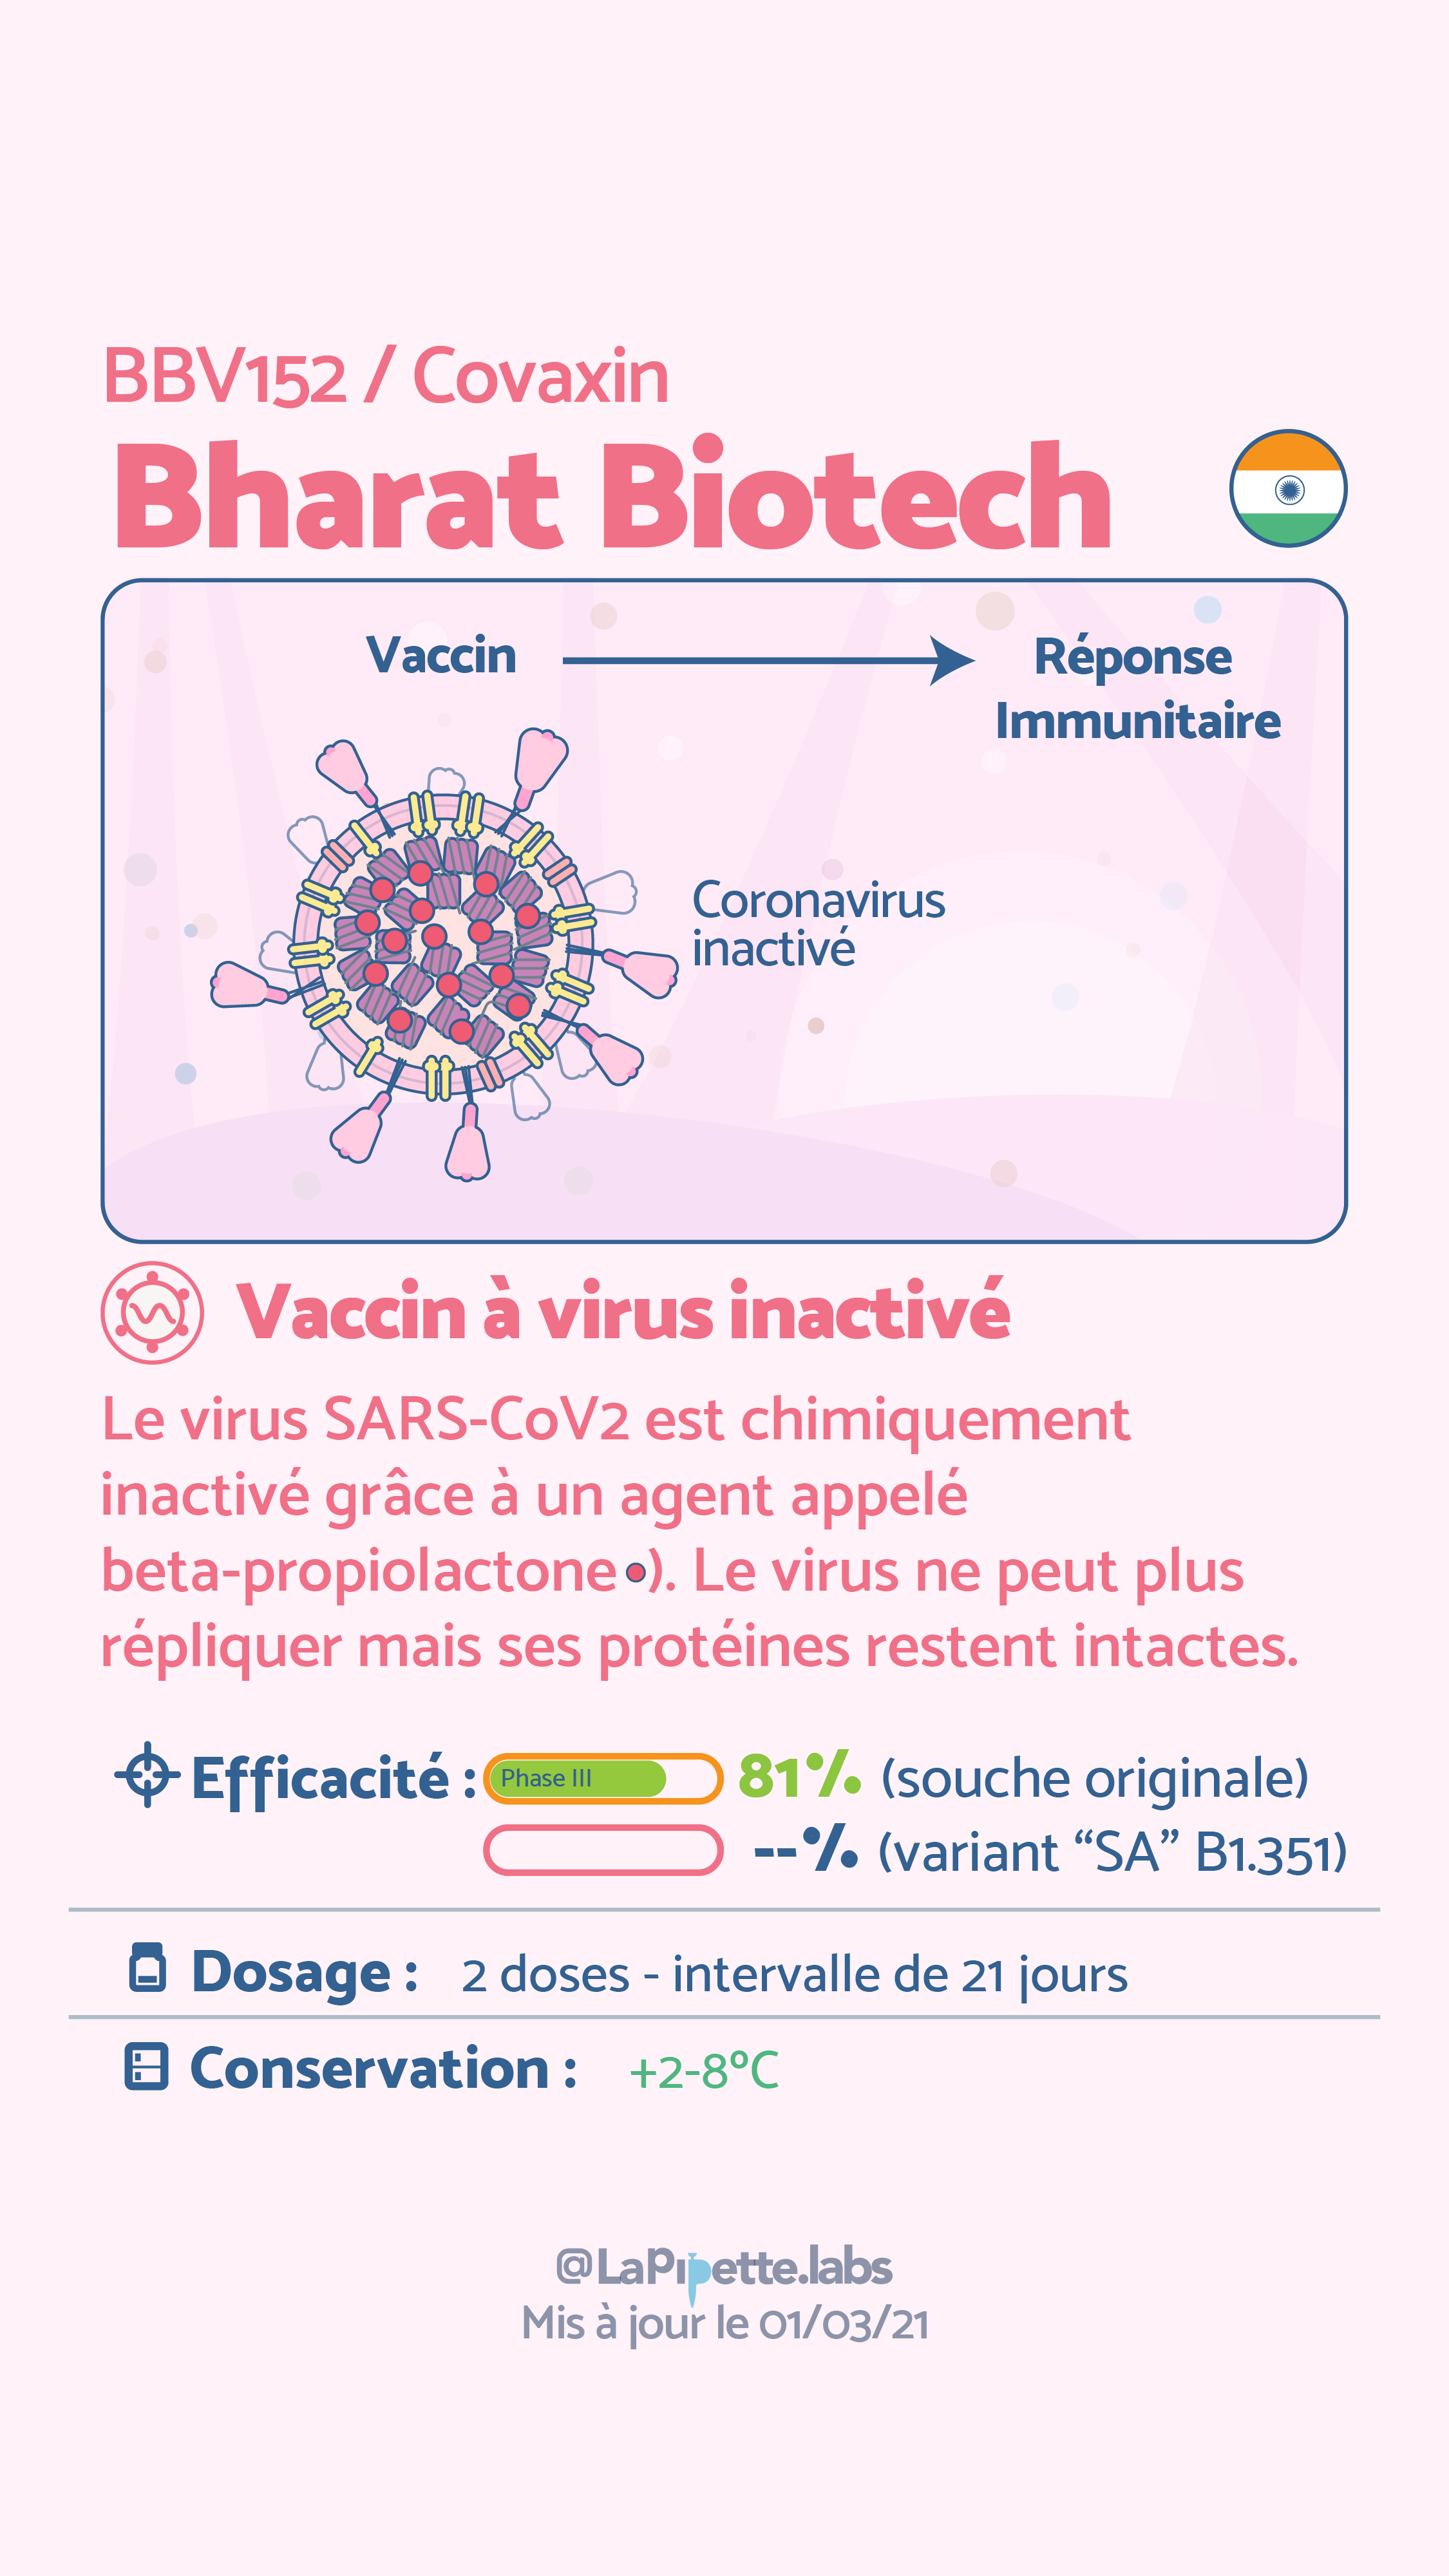 BBV152 / Covaxin
Bharat Biotech
Vaccin
Réponse
Immunitaire
Coronavirus
inactivé
Vaccin à virus inactivé
Le virus SARS-CoV2 est chimiquement
inactivé grâce à un agent appelé
beta-propiolactone ). Le virus ne peut plus
répliquer mais ses protéines restent intactes.
Efficacité : Phase III 81% (souche originale)
--% (variant “SA” B1.351)
Dosage : 2 doses - intervalle de 21 jours
Conservation : +2-8°C
@LaPipette.labs
Mis à jour le 01/03/21